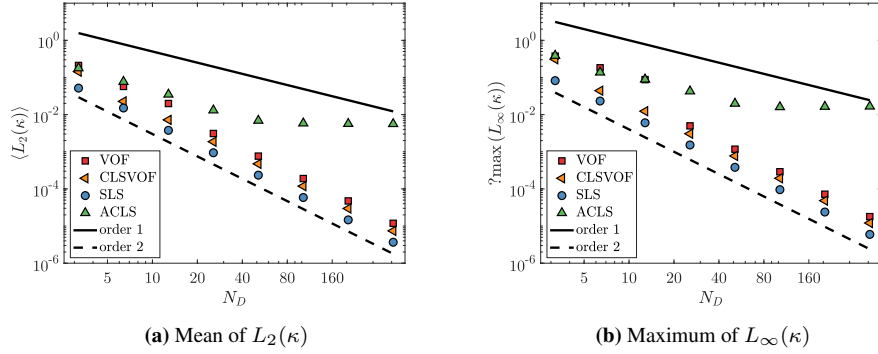 10^0
10^-2
10^-4
10^-6
⟨L_2(κ)⟩
VOF
CLSVOF
SLS
ACLS
order 1
order 2
5 10 20 40 80 160
N_D
(a) Mean of L_2(κ)
10^0
10^-2
10^-4
10^-6
?max (L_∞(κ))
VOF
CLSVOF
SLS
ACLS
order 1
order 2
5 10 20 40 80 160
N_D
(b) Maximum of L_∞(κ)